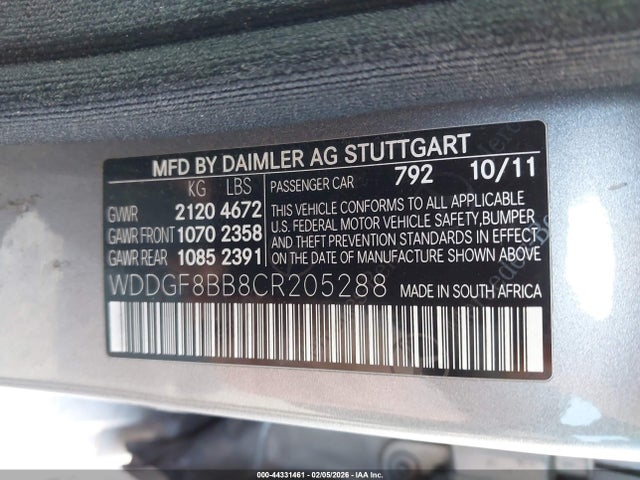 MFD BY DAIMLER AG STUTTGART
KG LBS PASSENGER CAR 792 10/11
GVWR 2120 4672
GAWR FRONT 1070 2358
GAWR REAR 1085 2391
THIS VEHICLE CONFORMS TO ALL APPLICABLE
U.S. FEDERAL MOTOR VEHICLE SAFETY,BUMPER
AND THEFT PREVENTION STANDARDS IN EFFECT
ON THE DATE OF MANUFACTURE SHOWN ABOVE
WDDGF8BB8CR205288 MADE IN SOUTH AFRICA
000-44331461 - 02/05/2026 - IAA Inc.